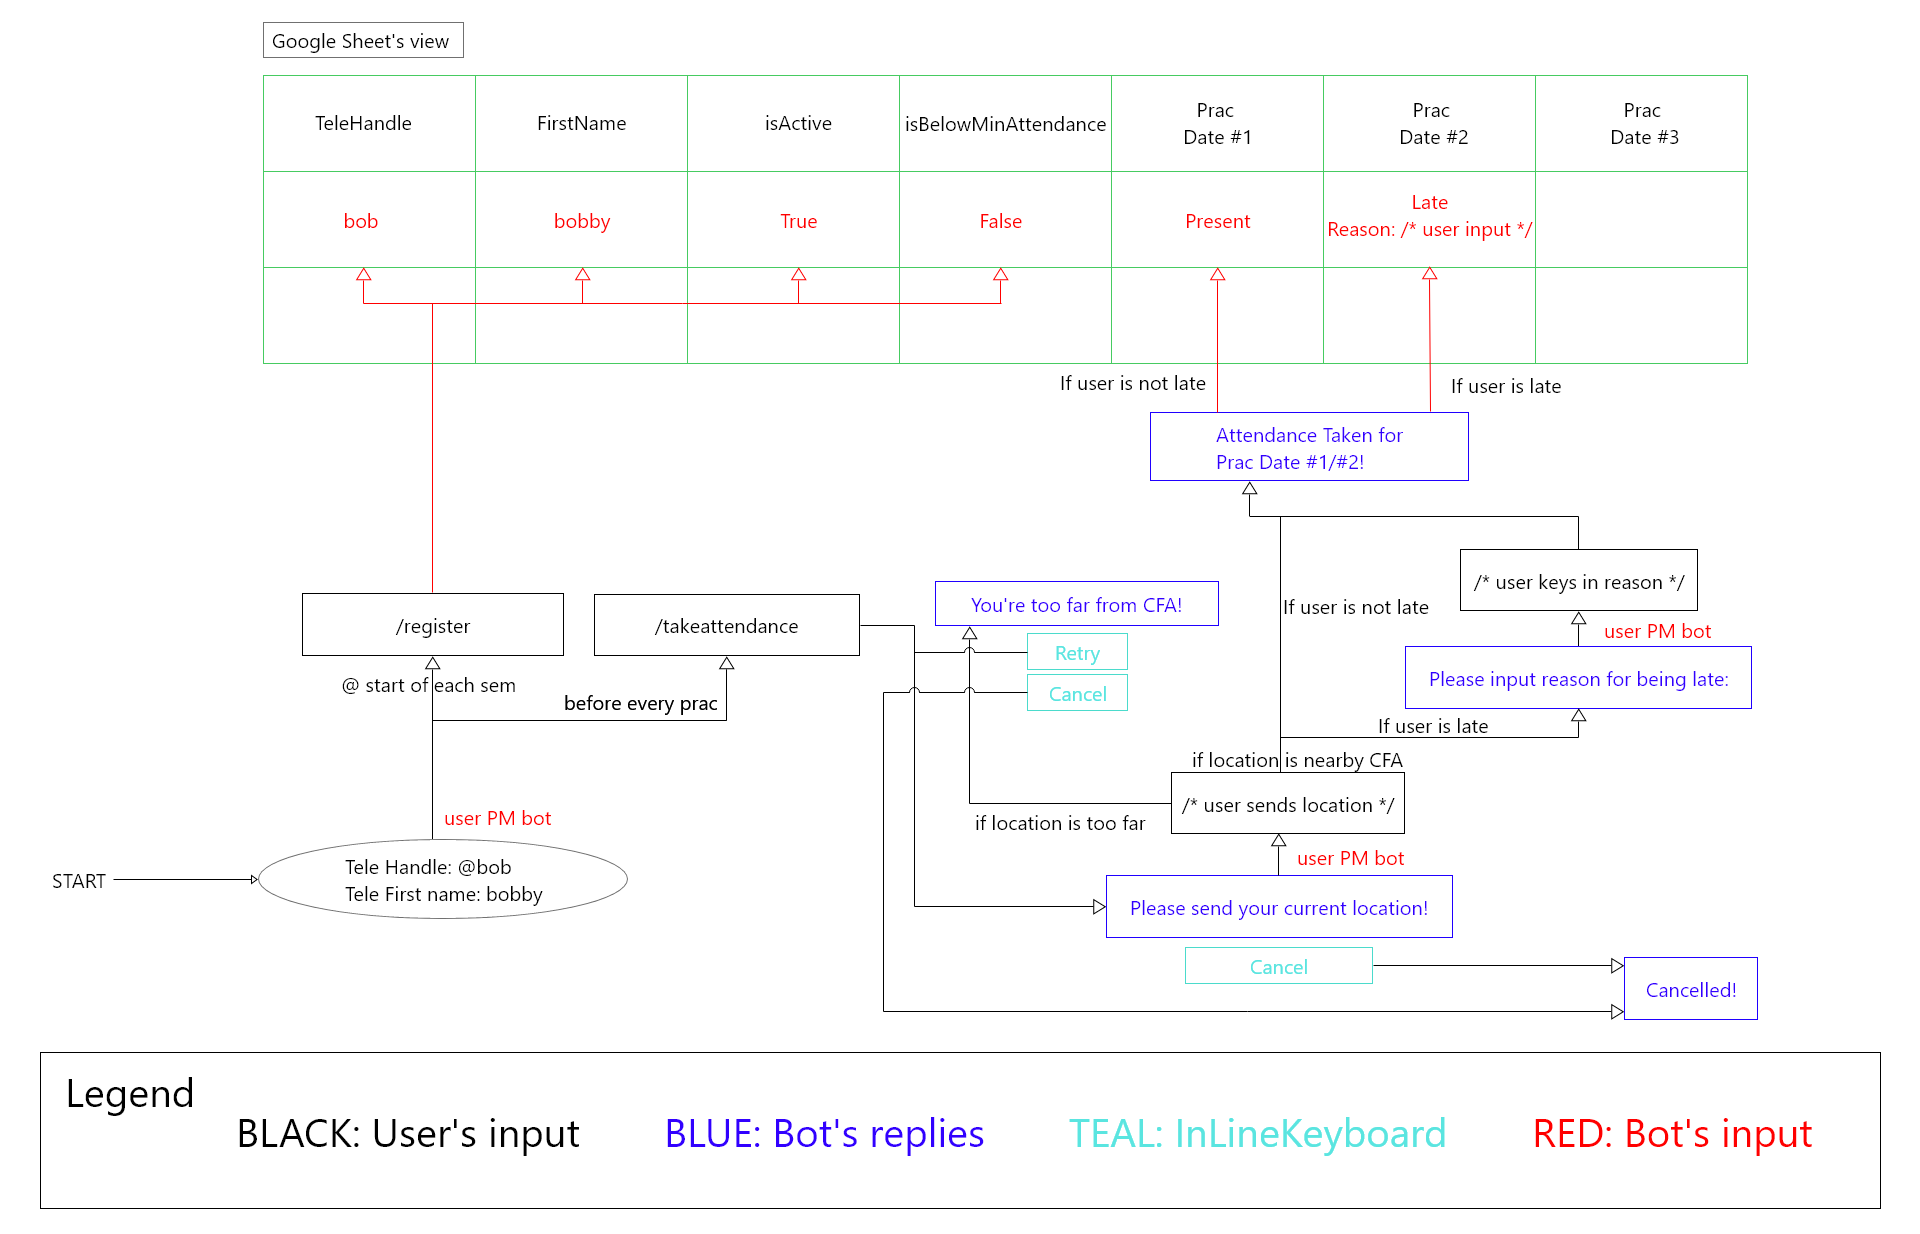 Google Sheet's view
TeleHandle
FirstName
isActive
isBelowMinAttendance
Prac
Date #1
Prac
Date #2
Prac
Date #3
bob
bobby
True
False
Present
Late
Reason: /* user input */
If user is not late
If user is late
Attendance Taken for
Prac Date #1/#2!
/* user keys in reason */
You're too far from CFA!
If user is not late
/register
/takeattendance
user PM bot
Retry
Cancel
@ start of each sem
before every prac
Please input reason for being late:
If user is late
if location is nearby CFA
/* user sends location */
if location is too far
user PM bot
user PM bot
START
Tele Handle: @bob
Tele First name: bobby
Please send your current location!
Cancel
Cancelled!
Legend
BLACK: User's input
BLUE: Bot's replies
TEAL: InLineKeyboard
RED: Bot's input